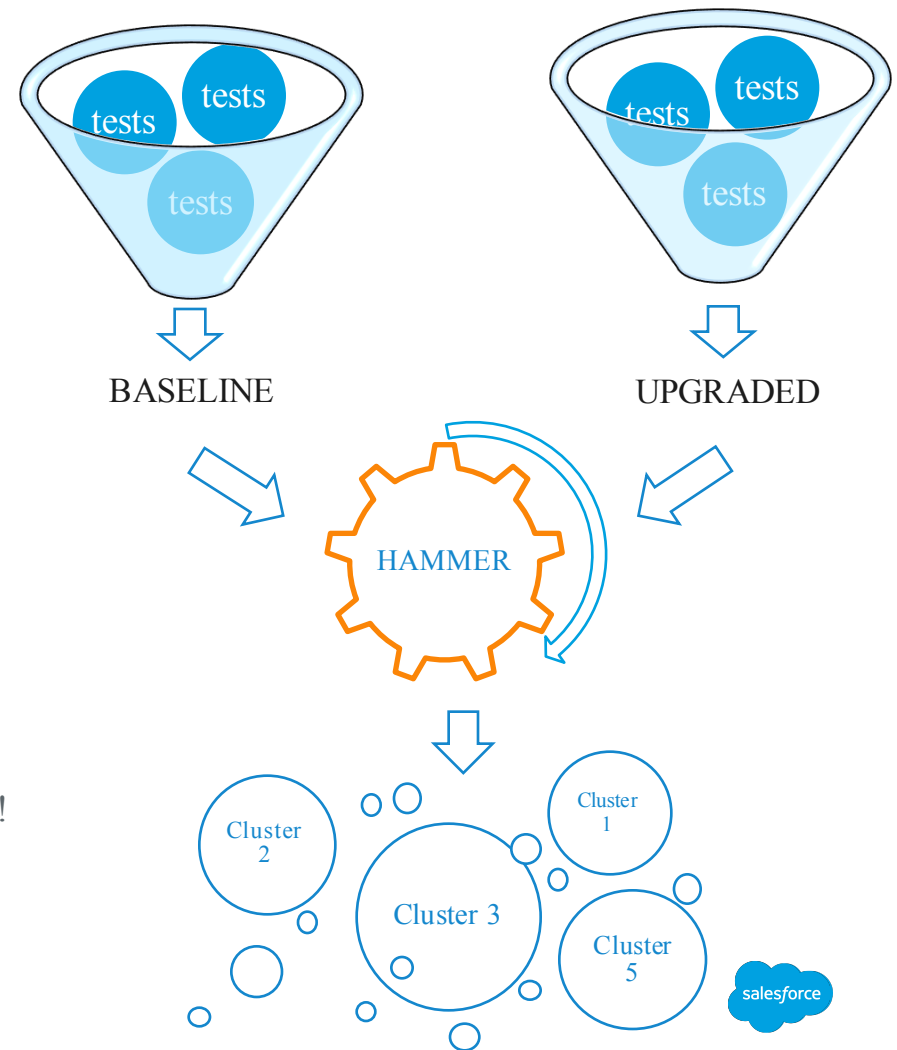 tests
tests
tests
tests
tests
tests
BASELINE
UPGRADED
HAMMER
!
Cluster
1
Cluster
2
Cluster 3
Cluster
5
salesforce